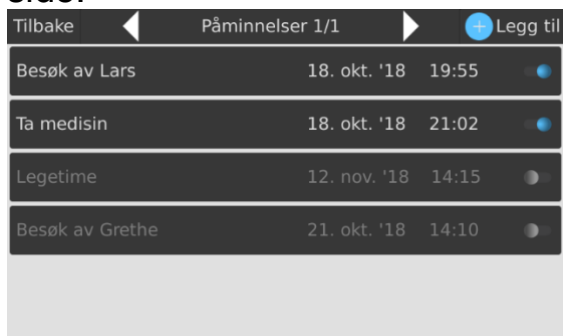 Tilbake Påminnelser 1/1 + Legg til
Besøk av Lars 18. okt. '18 19:55
Ta medisin 18. okt. '18 21:02
Legetime 12. nov. '18 14:15
Besøk av Grethe 21. okt. '18 14:10